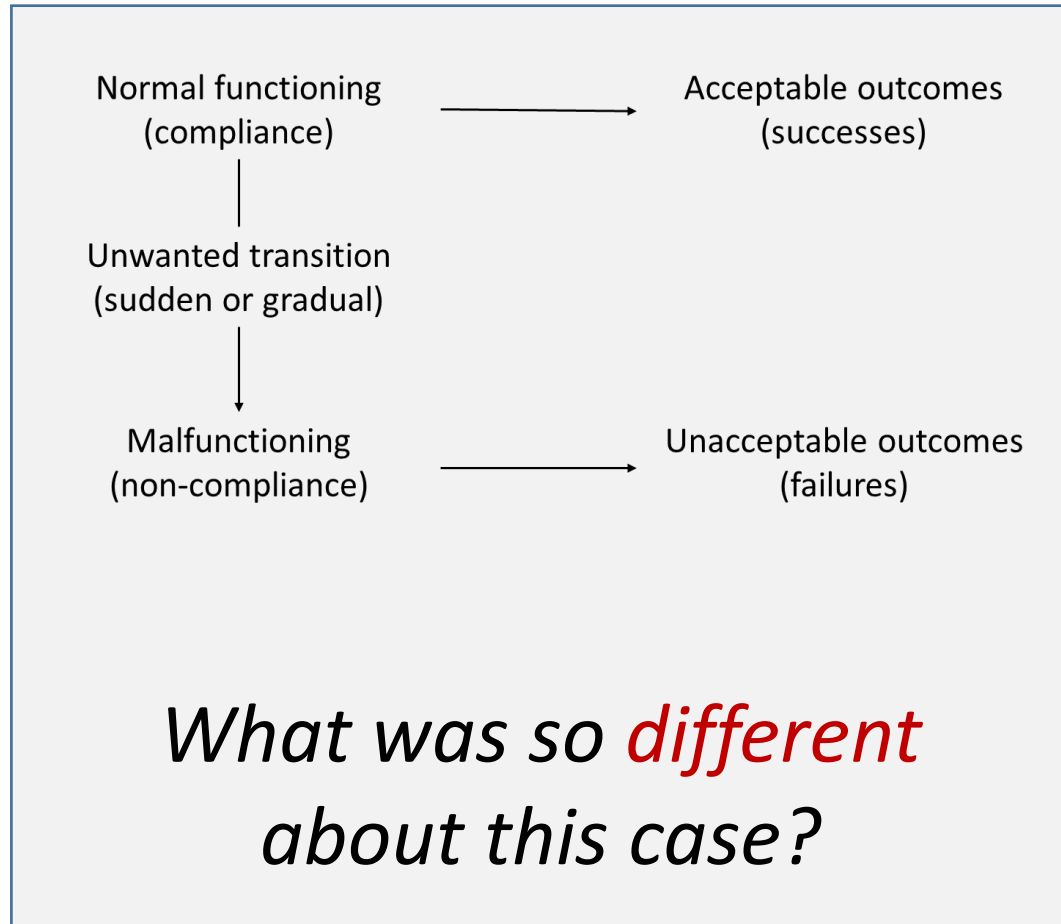 Normal functioning
(compliance)
Acceptable outcomes
(successes)
Unwanted transition
(sudden or gradual)
Malfunctioning
(non-compliance)
Unacceptable outcomes
(failures)
What was so different
about this case?